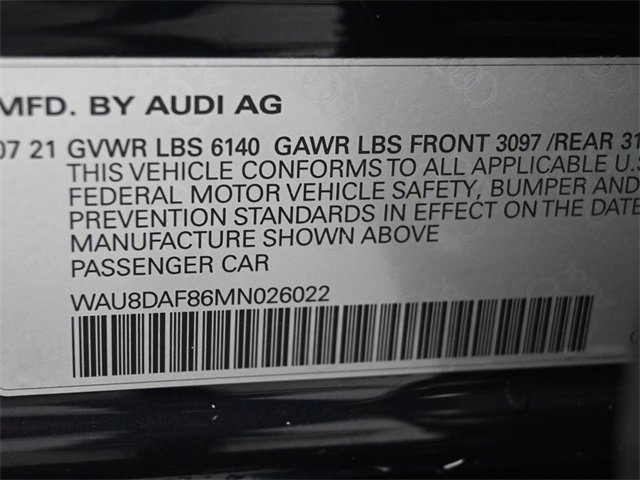 MFD. BY AUDI AG
07 21 GVWR LBS 6140 GAWR LBS FRONT 3097 /REAR 31
THIS VEHICLE CONFORMS TO ALL APPLICABLE U.S
FEDERAL MOTOR VEHICLE SAFETY, BUMPER AND
PREVENTION STANDARDS IN EFFECT ON THE DATE
MANUFACTURE SHOWN ABOVE
PASSENGER CAR
WAU8DAF86MN026022